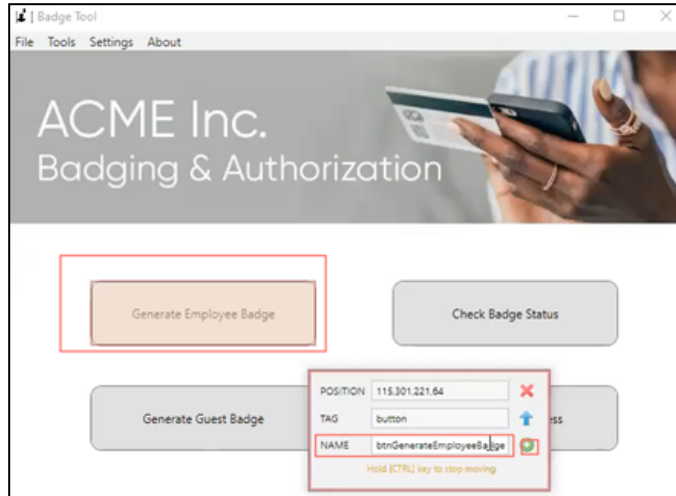 Badge Tool
File Tools Settings About
ACME Inc.
Badging & Authorization
Generate Employee Badge
Check Badge Status
Generate Guest Badge
POSITION 115,301,221,64
TAG button
NAME btnGenerateEmployeeBadge
Hold [CTRL] key to stop moving